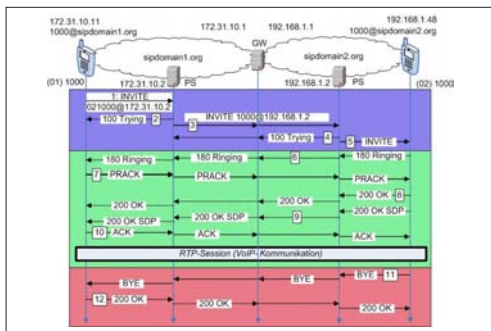 172.31.10.11
1000@sipdomain1.org
172.31.10.1
192.168.1.1
192.168.1.48
1000@sipdomain2.org
GW
sipdomain1.org
sipdomain2.org
(01) 1000
172.31.10.2
PS
192.168.1.2
PS
(02) 1000
1: INVITE
021000@172.31.10.2
100 Trying
2
3
INVITE 1000@192.168.1.2
100 Trying
4
5
INVITE
180 Ringing
180 Ringing
6
180 Ringing
7
PRACK
PRACK
PRACK
PRACK
200 OK
200 OK
200 OK
8
200 OK SDP
200 OK SDP
9
200 OK SDP
10
ACK
ACK
ACK
ACK
RTP-Session (VoIP- Kommunikation)
BYE
BYE
BYE
BYE
11
12
200 OK
200 OK
200 OK
200 OK